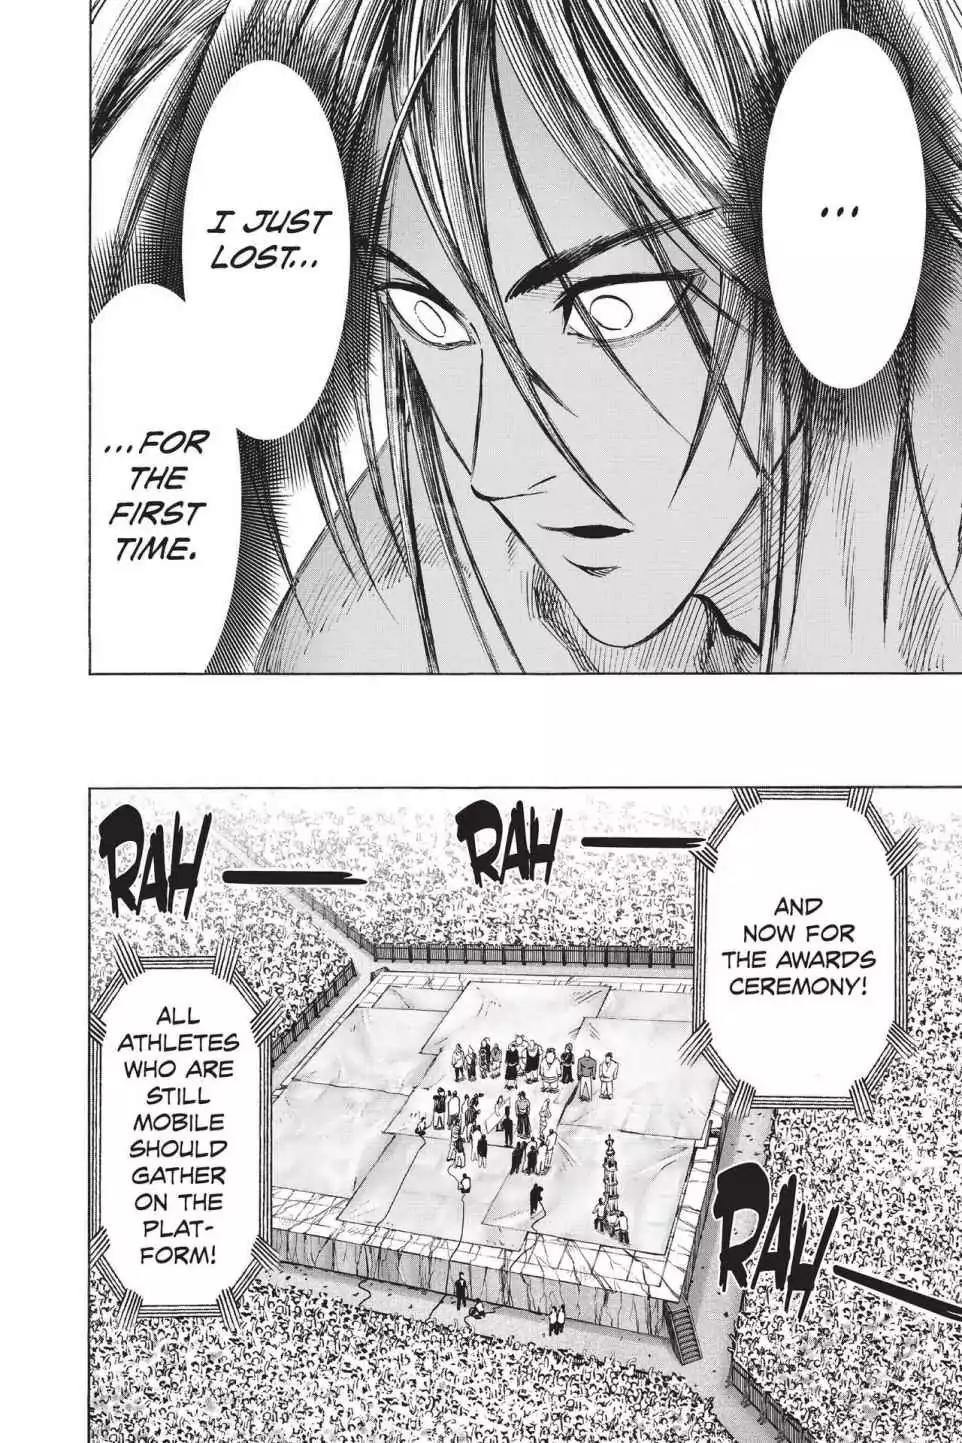 ...
I JUST
LOST...
...FOR
THE
FIRST
TIME.
RAH
RAH
AND
NOW FOR
THE AWARDS
CEREMONY!
ALL
ATHLETES
WHO ARE
STILL
MOBILE
SHOULD
GATHER
ON THE
PLAT-
FORM!
RAH